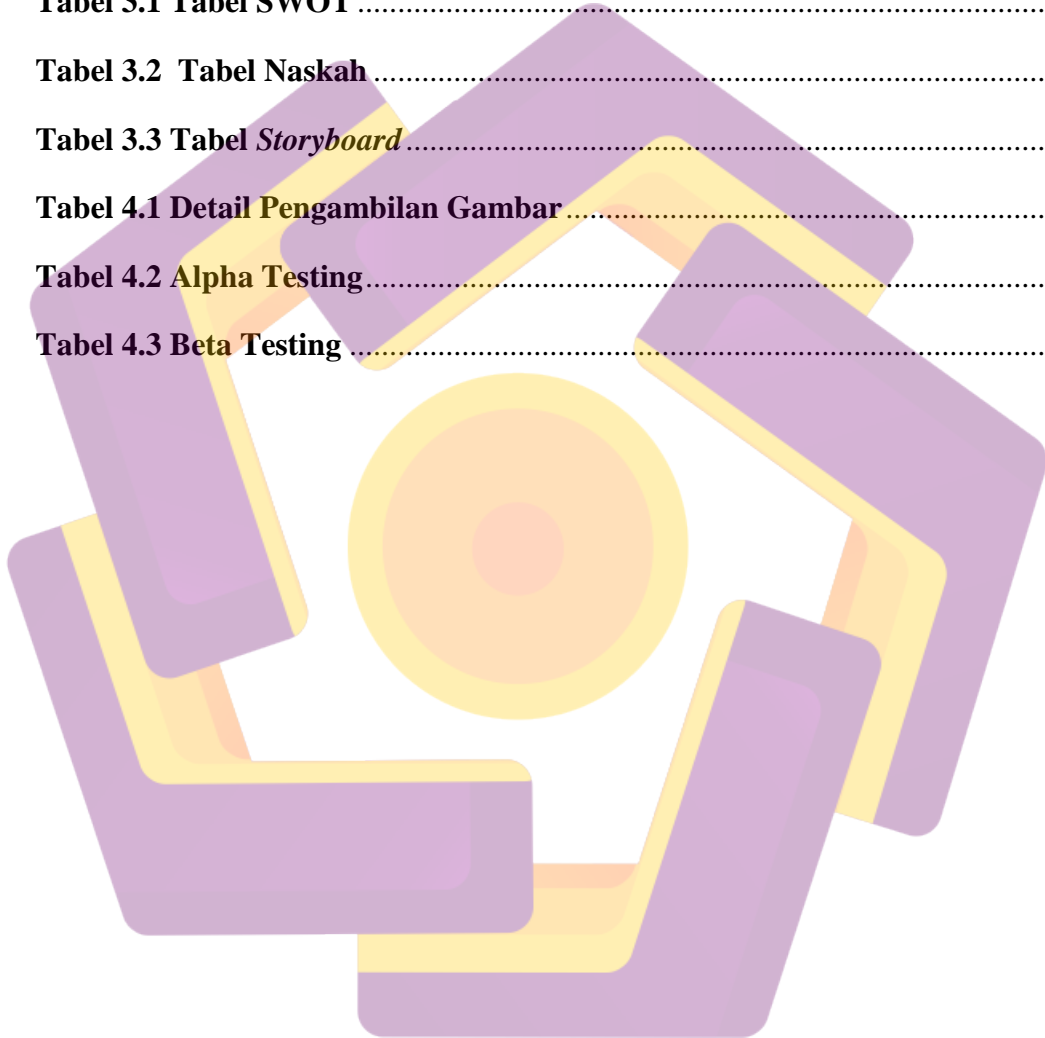 Tabel 3.1 Tabel SWOT ....................................................................................................
Tabel 3.2  Tabel Naskah ..................................................................................................
Tabel 3.3 Tabel Storyboard ..............................................................................................
Tabel 4.1 Detail Pengambilan Gambar .......................................................................
Tabel 4.2 Alpha Testing ...................................................................................................
Tabel 4.3 Beta Testing .....................................................................................................